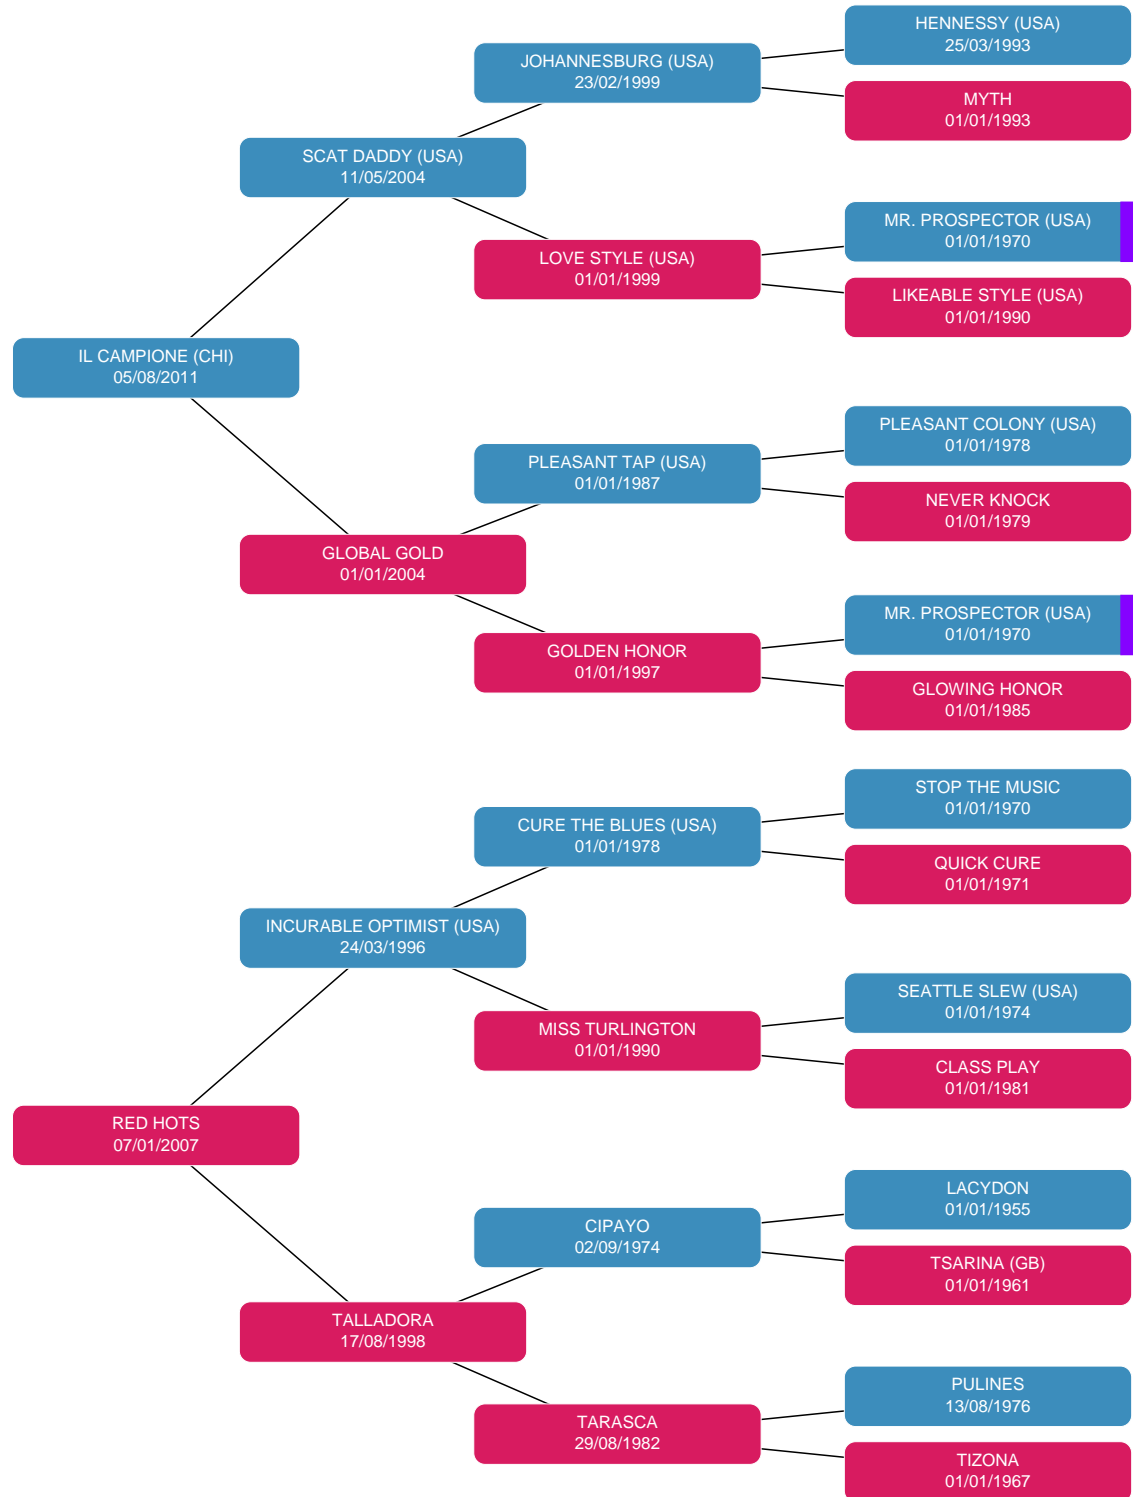 HENNESSY (USA)
25/03/1993
JOHANNESBURG (USA)
23/02/1999
MYTH
01/01/1993
SCAT DADDY (USA)
11/05/2004
MR. PROSPECTOR (USA)
01/01/1970
LOVE STYLE (USA)
01/01/1999
LIKEABLE STYLE (USA)
01/01/1990
IL CAMPIONE (CHI)
05/08/2011
PLEASANT COLONY (USA)
01/01/1978
PLEASANT TAP (USA)
01/01/1987
NEVER KNOCK
01/01/1979
GLOBAL GOLD
01/01/2004
MR. PROSPECTOR (USA)
01/01/1970
GOLDEN HONOR
01/01/1997
GLOWING HONOR
01/01/1985
STOP THE MUSIC
01/01/1970
CURE THE BLUES (USA)
01/01/1978
QUICK CURE
01/01/1971
INCURABLE OPTIMIST (USA)
24/03/1996
SEATTLE SLEW (USA)
01/01/1974
MISS TURLINGTON
01/01/1990
CLASS PLAY
01/01/1981
RED HOTS
07/01/2007
LACYDON
01/01/1955
CIPAYO
02/09/1974
TSARINA (GB)
01/01/1961
TALLADORA
17/08/1998
PULINES
13/08/1976
TARASCA
29/08/1982
TIZONA
01/01/1967